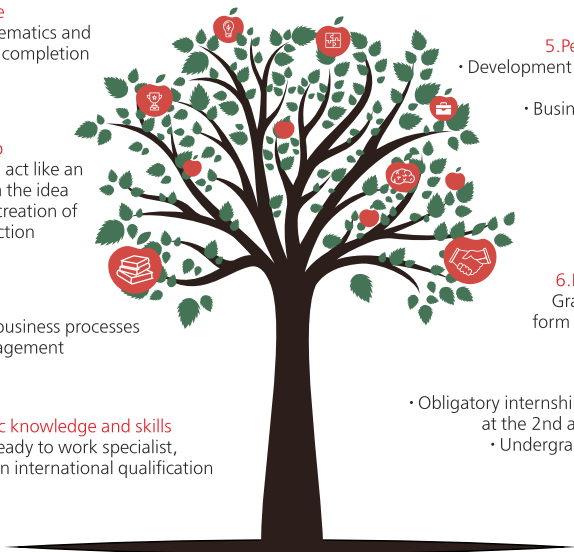 ematics and
completion
act like an
the idea
creation of
ction
business processes
agement
knowledge and skills
eady to work specialist,
n international qualification
5.Pe
• Development
• Busin
6.
Gra
form
• Obligatory internshi
at the 2nd a
• Undergra